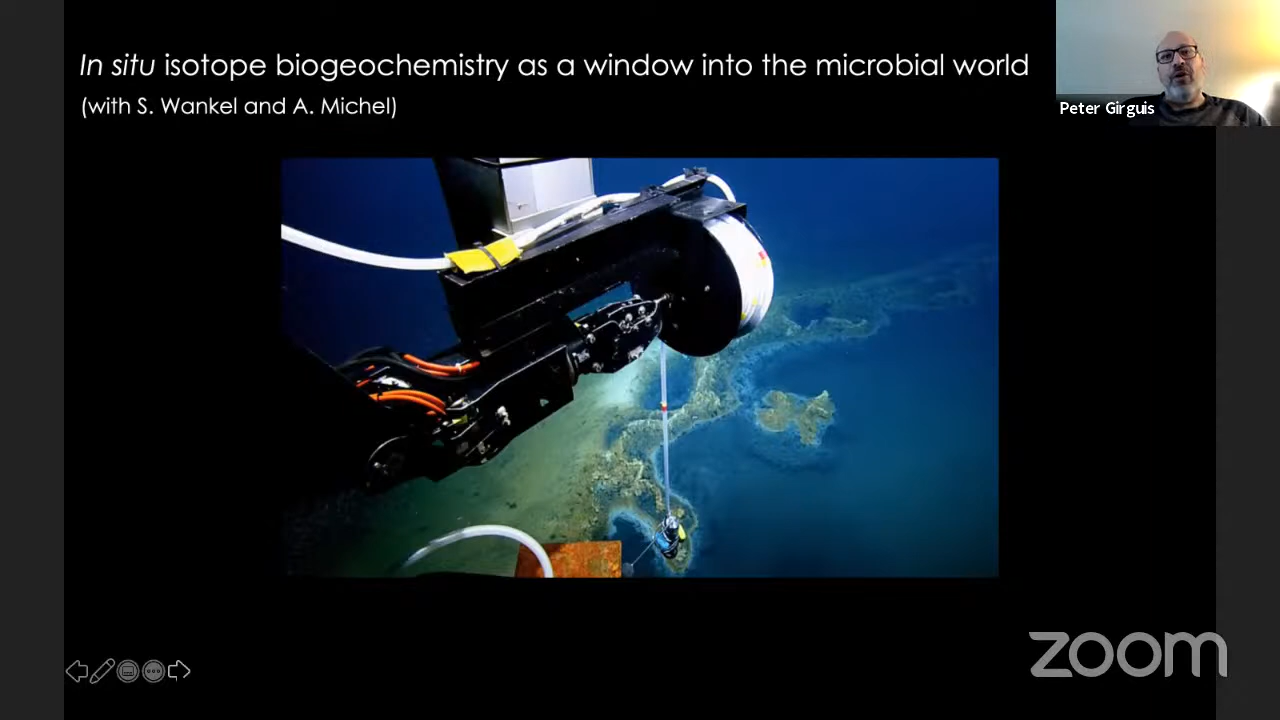 In situ isotope biogeochemistry as a window into the microbial world
(with S. Wankel and A. Michel)
Peter Girguis
zoom